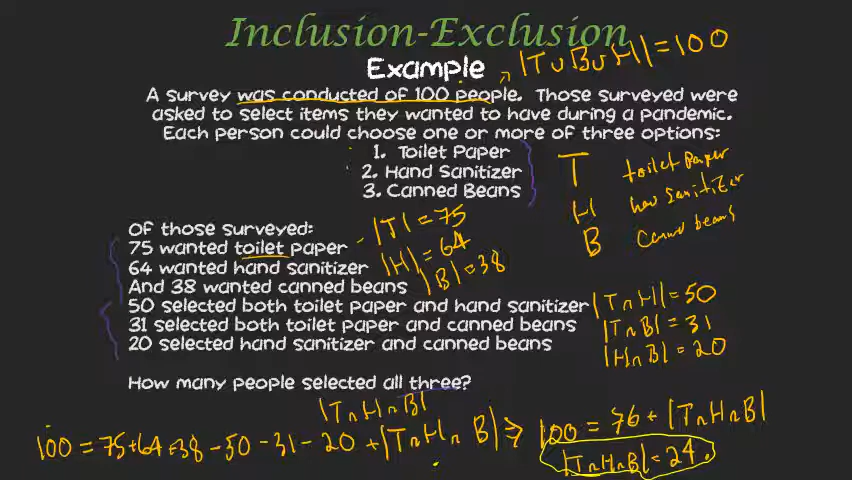 Inclusion-Exclusion
|T∪B∪H|=100
Example
A survey was conducted of 100 people. Those surveyed were
asked to select items they wanted to have during a pandemic.
Each person could choose one or more of three options:
1. Toilet Paper
2. Hand Sanitizer
3. Canned Beans
T toilet Paper
H han Sanitizer
B Canned beans
Of those surveyed:
75 wanted toilet paper - |T| = 75
64 wanted hand sanitizer |H| = 64
And 38 wanted canned beans |B| = 38
50 selected both toilet paper and hand sanitizer |T∩H| = 50
31 selected both toilet paper and canned beans |T∩B| = 31
20 selected hand sanitizer and canned beans |H∩B| = 20
How many people selected all three?
|T∩H∩B|
100 = 75+64+38-50-31-20+|T∩H∩B| => 100 = 76 + |T∩H∩B|
|T∩H∩B| = 24.